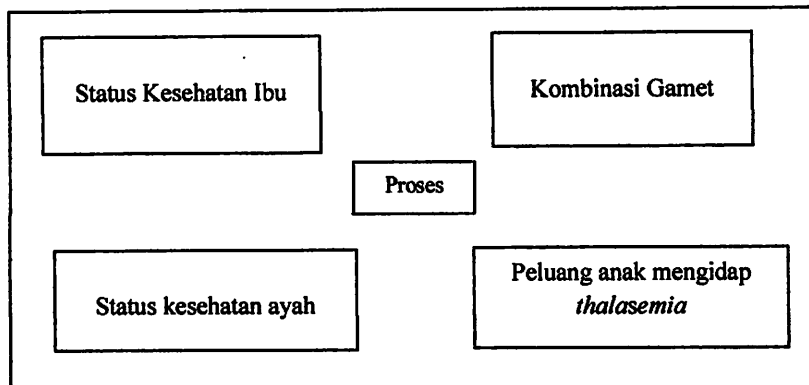 Status Kesehatan Ibu
Kombinasi Gamet
Proses
Status kesehatan ayah
Peluang anak mengidap
thalasemia